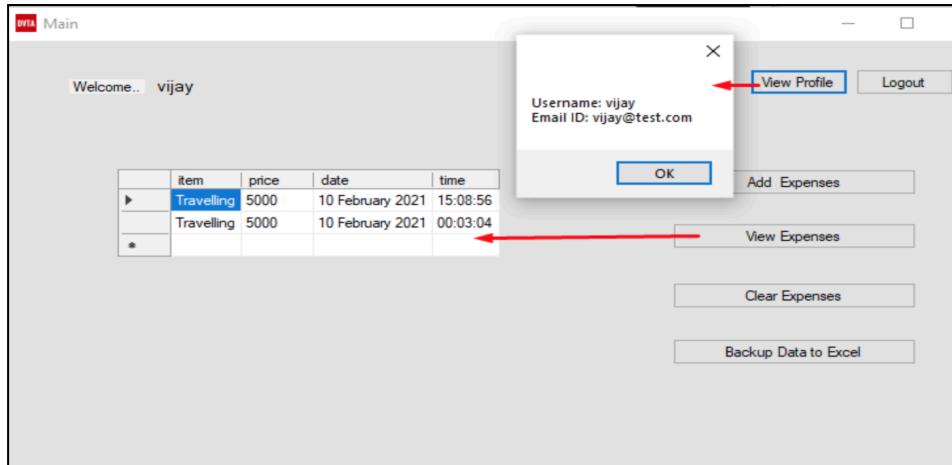 DVTA Main
Welcome.. vijay
View Profile Logout
Username: vijay
Email ID: vijay@test.com
OK
item price date time
Travelling 5000 10 February 2021 15:08:56
Travelling 5000 10 February 2021 00:03:04
Add Expenses
View Expenses
Clear Expenses
Backup Data to Excel